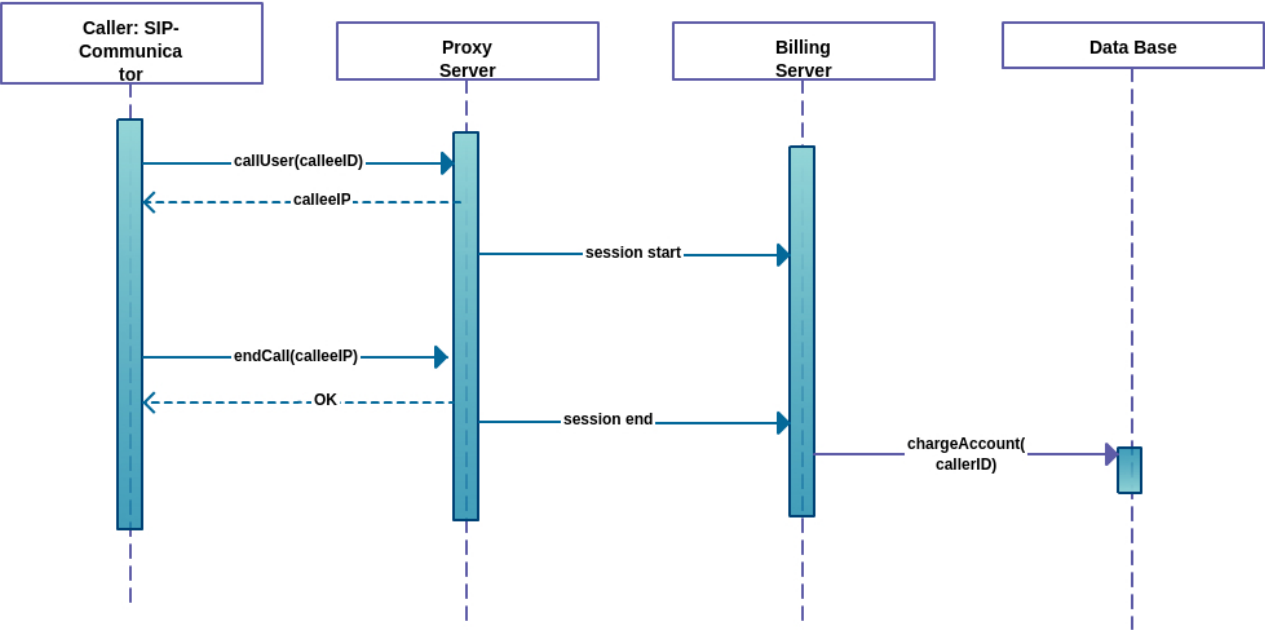 Caller: SIP-
Communica
tor
Proxy
Server
Billing
Server
Data Base
callUser(calleeID)
calleeIP
session start
endCall(calleeIP)
OK
session end
chargeAccount(
callerID)